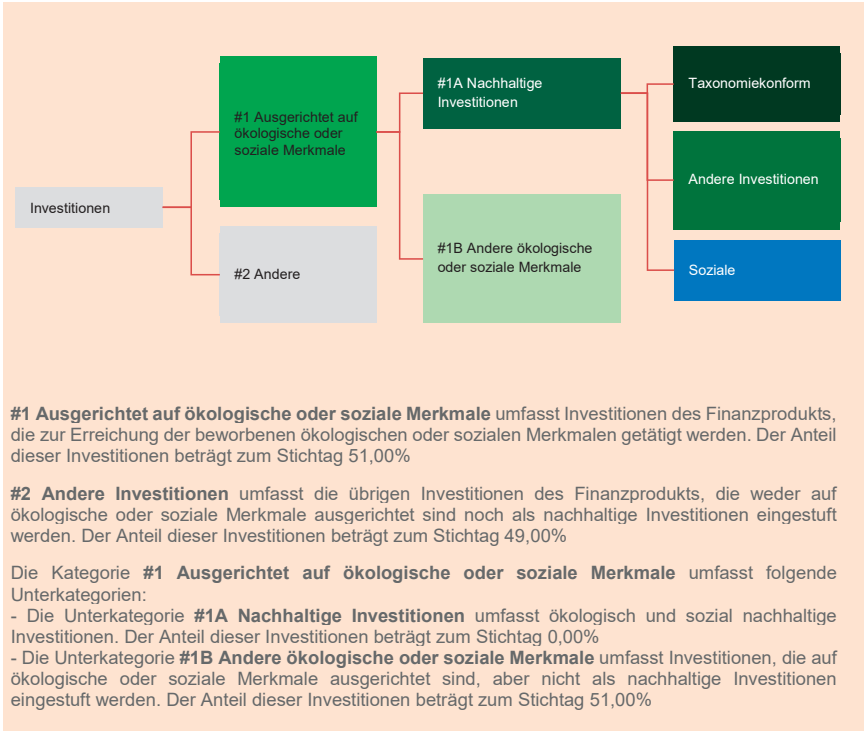 Investitionen
#1 Ausgerichtet auf
ökologische oder
soziale Merkmale
#2 Andere
#1A Nachhaltige
Investitionen
#1B Andere ökologische
oder soziale Merkmale
Taxonomiekonform
Andere Investitionen
Soziale
#1 Ausgerichtet auf ökologische oder soziale Merkmale umfasst Investitionen des Finanzprodukts,
die zur Erreichung der beworbenen ökologischen oder sozialen Merkmalen getätigt werden. Der Anteil
dieser Investitionen beträgt zum Stichtag 51,00%
#2 Andere Investitionen umfasst die übrigen Investitionen des Finanzprodukts, die weder auf
ökologische oder soziale Merkmale ausgerichtet sind noch als nachhaltige Investitionen eingestuft
werden. Der Anteil dieser Investitionen beträgt zum Stichtag 49,00%
Die Kategorie #1 Ausgerichtet auf ökologische oder soziale Merkmale umfasst folgende
Unterkategorien:
- Die Unterkategorie #1A Nachhaltige Investitionen umfasst ökologisch und sozial nachhaltige
Investitionen. Der Anteil dieser Investitionen beträgt zum Stichtag 0,00%
- Die Unterkategorie #1B Andere ökologische oder soziale Merkmale umfasst Investitionen, die auf
ökologische oder soziale Merkmale ausgerichtet sind, aber nicht als nachhaltige Investitionen
eingestuft werden. Der Anteil dieser Investitionen beträgt zum Stichtag 51,00%